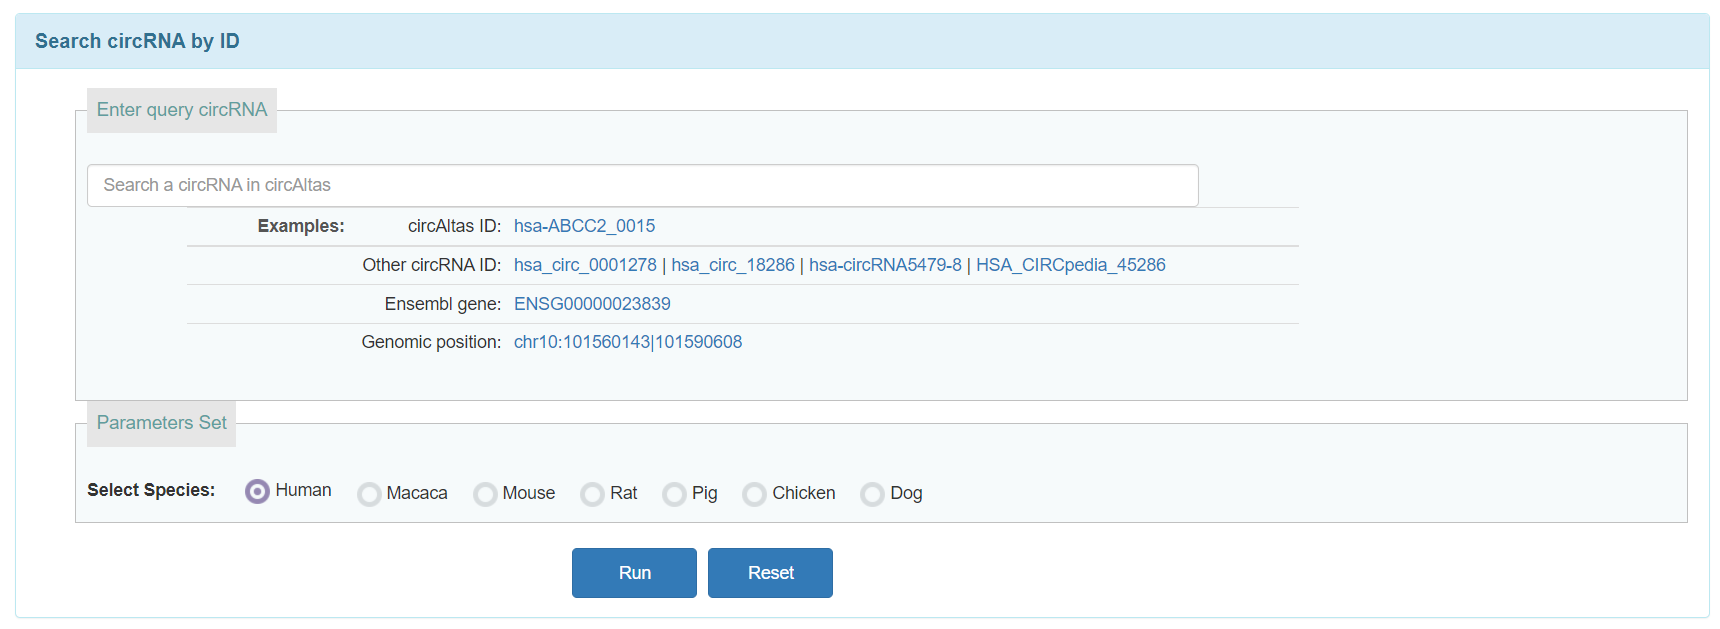 Search circRNA by ID
Enter query circRNA
Search a circRNA in circAltas
Examples: circAltas ID: hsa-ABCC2_0015
Other circRNA ID: hsa_circ_0001278 | hsa_circ_18286 | hsa-circRNA5479-8 | HSA_CIRCpedia_45286
Ensembl gene: ENSG00000023839
Genomic position: chr10:101560143|101590608
Parameters Set
Select Species: Human Macaca Mouse Rat Pig Chicken Dog
Run Reset